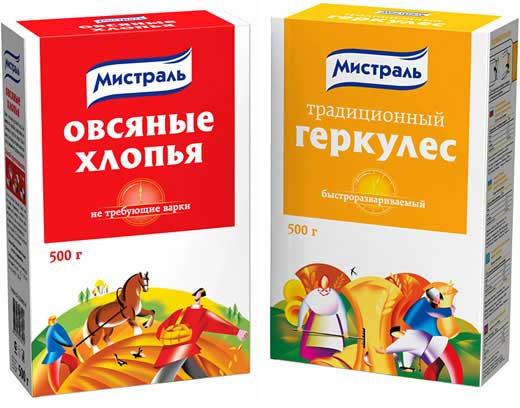 Мистраль
ОВСЯНЫЕ
ХЛОПЬЯ
не требующие варки
500 г
Мистраль
традиционный
геркулес
быстроразвариваемый
500 г